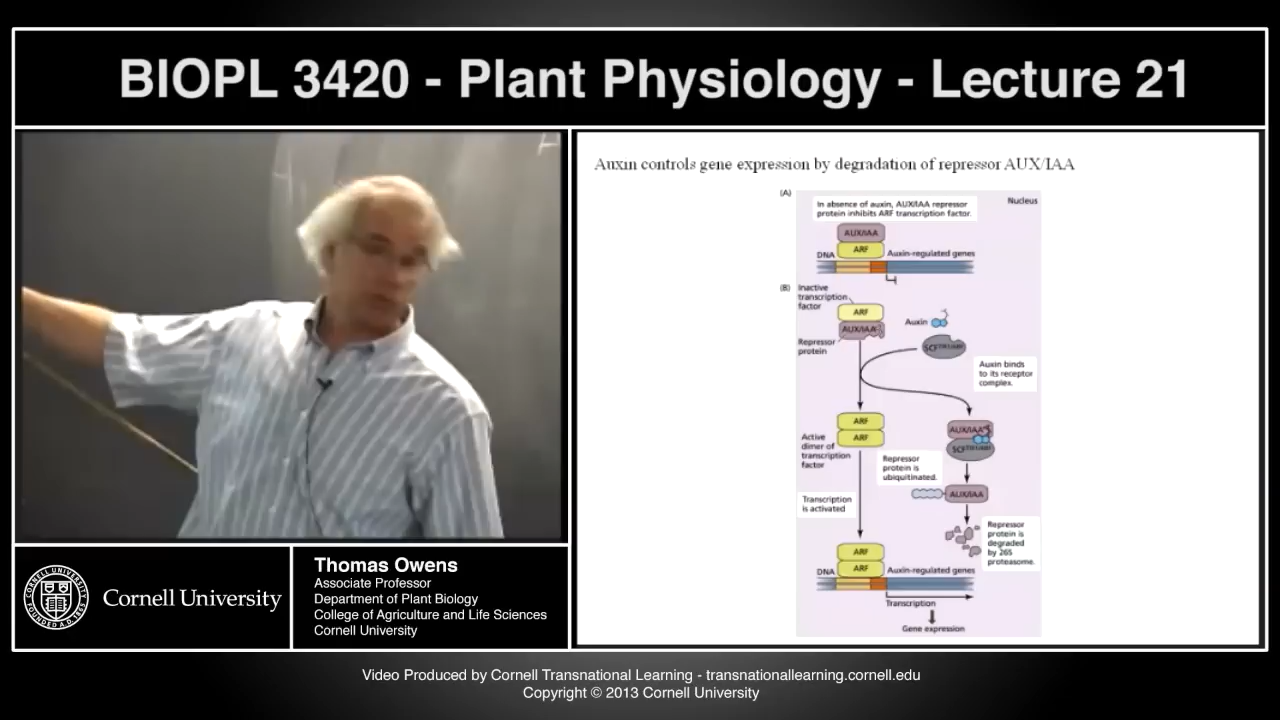 BIOPL 3420 - Plant Physiology - Lecture 21
Auxin controls gene expression by degradation of repressor AUX/IAA
(A)
Nucleus
In absence of auxin, AUX/IAA repressor
protein inhibits ARF transcription factor.
AUX/IAA
ARF
DNA
Auxin-regulated genes
(B)
Inactive
transcription
factor
ARF
AUX/IAA
Repressor
protein
Auxin
Auxin binds
to its receptor
complex.
ARF
ARF
Active
dimer of
transcription
factor
AUX/IAA
Repressor
protein is
ubiquitinated.
AUX/IAA
Transcription
is activated
Repressor
protein is
degraded
by 26S
proteasome.
ARF
ARF
DNA
Auxin-regulated genes
Transcription
Gene expression
Cornell University
Thomas Owens
Associate Professor
Department of Plant Biology
College of Agriculture and Life Sciences
Cornell University
Video Produced by Cornell Transnational Learning - transnationallearning.cornell.edu
Copyright © 2013 Cornell University